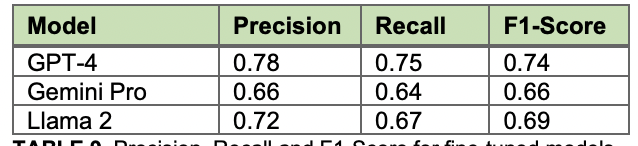 Model Precision Recall F1-Score
GPT-4 0.78 0.75 0.74
Gemini Pro 0.66 0.64 0.66
Llama 2 0.72 0.67 0.69
TABLE 9. Precision, Recall and F1-Score for fine-tuned models